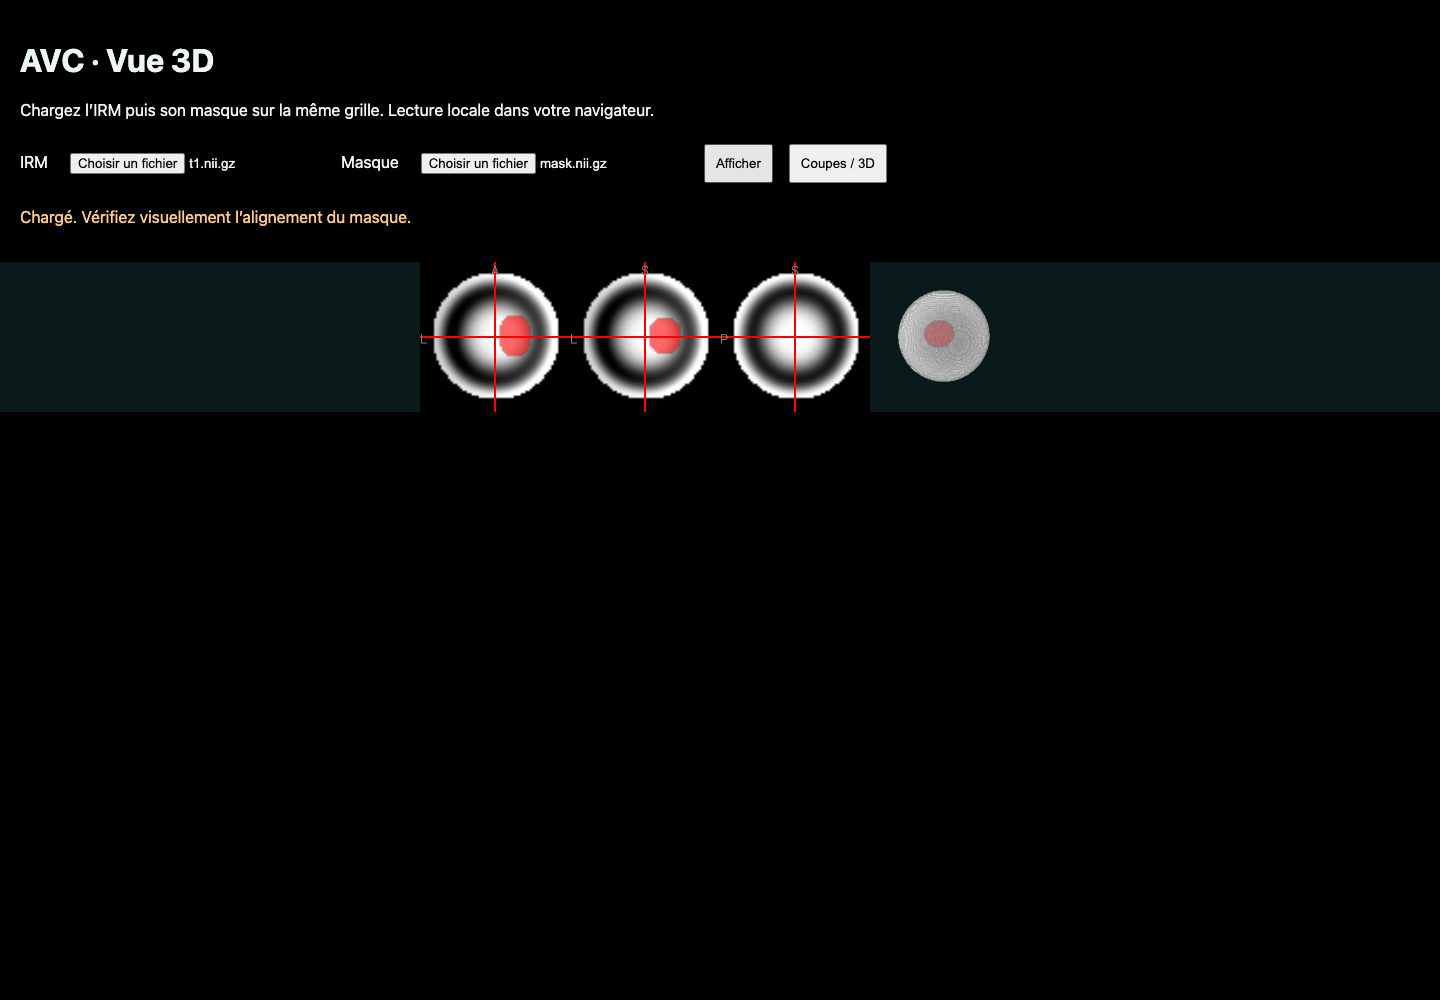 AVC · Vue 3D
Chargez l’IRM puis son masque sur la même grille. Lecture locale dans votre navigateur.
IRM Choisir un fichier t1.nii.gz Masque Choisir un fichier mask.nii.gz Afficher Coupes / 3D
Chargé. Vérifiez visuellement l’alignement du masque.
A S S
L L P